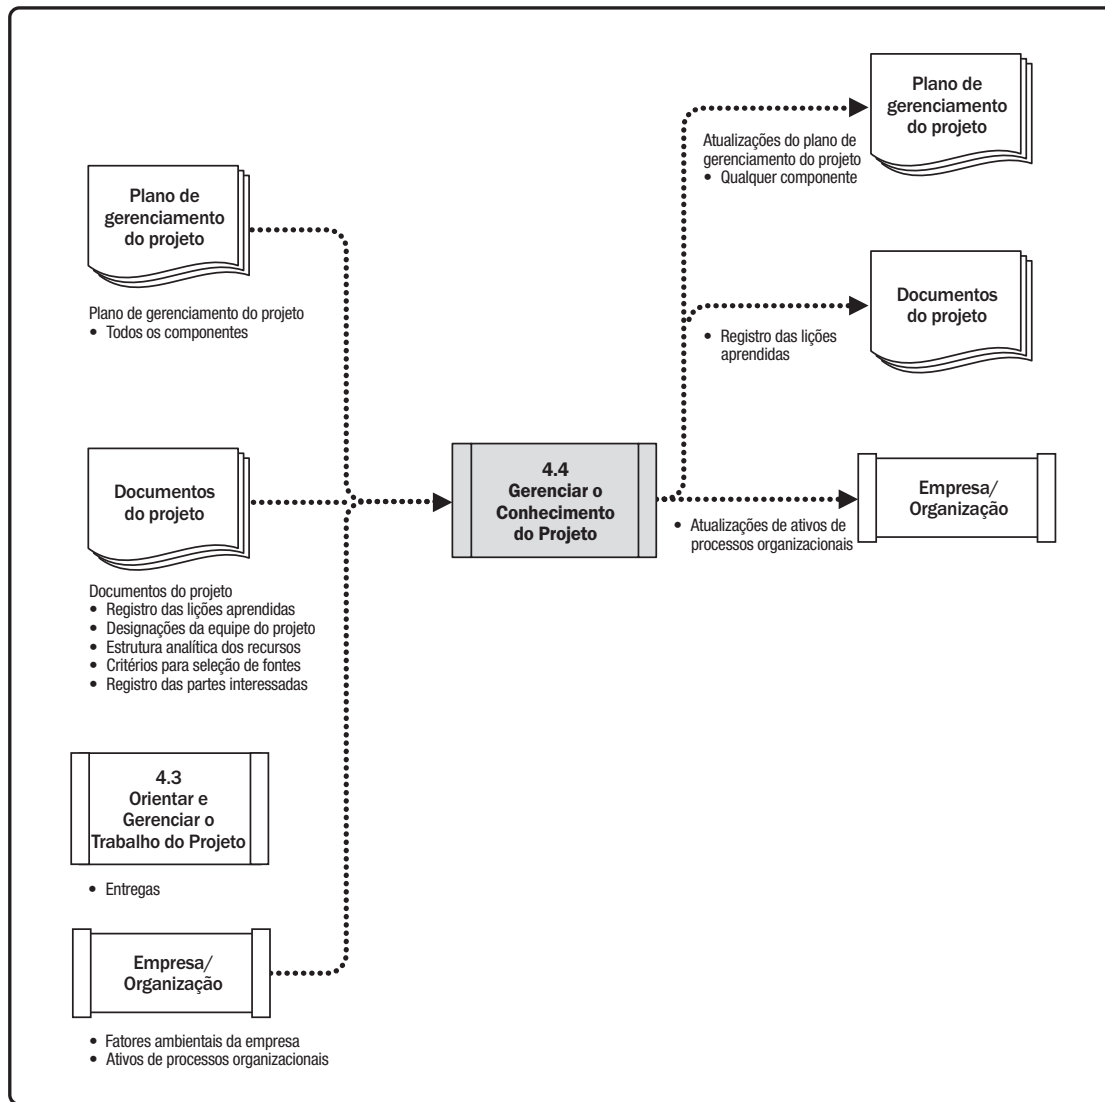 Plano de
gerenciamento
do projeto
Plano de gerenciamento do projeto
• Todos os componentes
Documentos
do projeto
Documentos do projeto
• Registro das lições aprendidas
• Designações da equipe do projeto
• Estrutura analítica dos recursos
• Critérios para seleção de fontes
• Registro das partes interessadas
4.3
Orientar e
Gerenciar o
Trabalho do Projeto
• Entregas
Empresa/
Organização
• Fatores ambientais da empresa
• Ativos de processos organizacionais
4.4
Gerenciar o
Conhecimento
do Projeto
Atualizações do plano de
gerenciamento do projeto
• Qualquer componente
Plano de
gerenciamento
do projeto
• Registro das lições
aprendidas
Documentos
do projeto
• Atualizações de ativos de
processos organizacionais
Empresa/
Organização